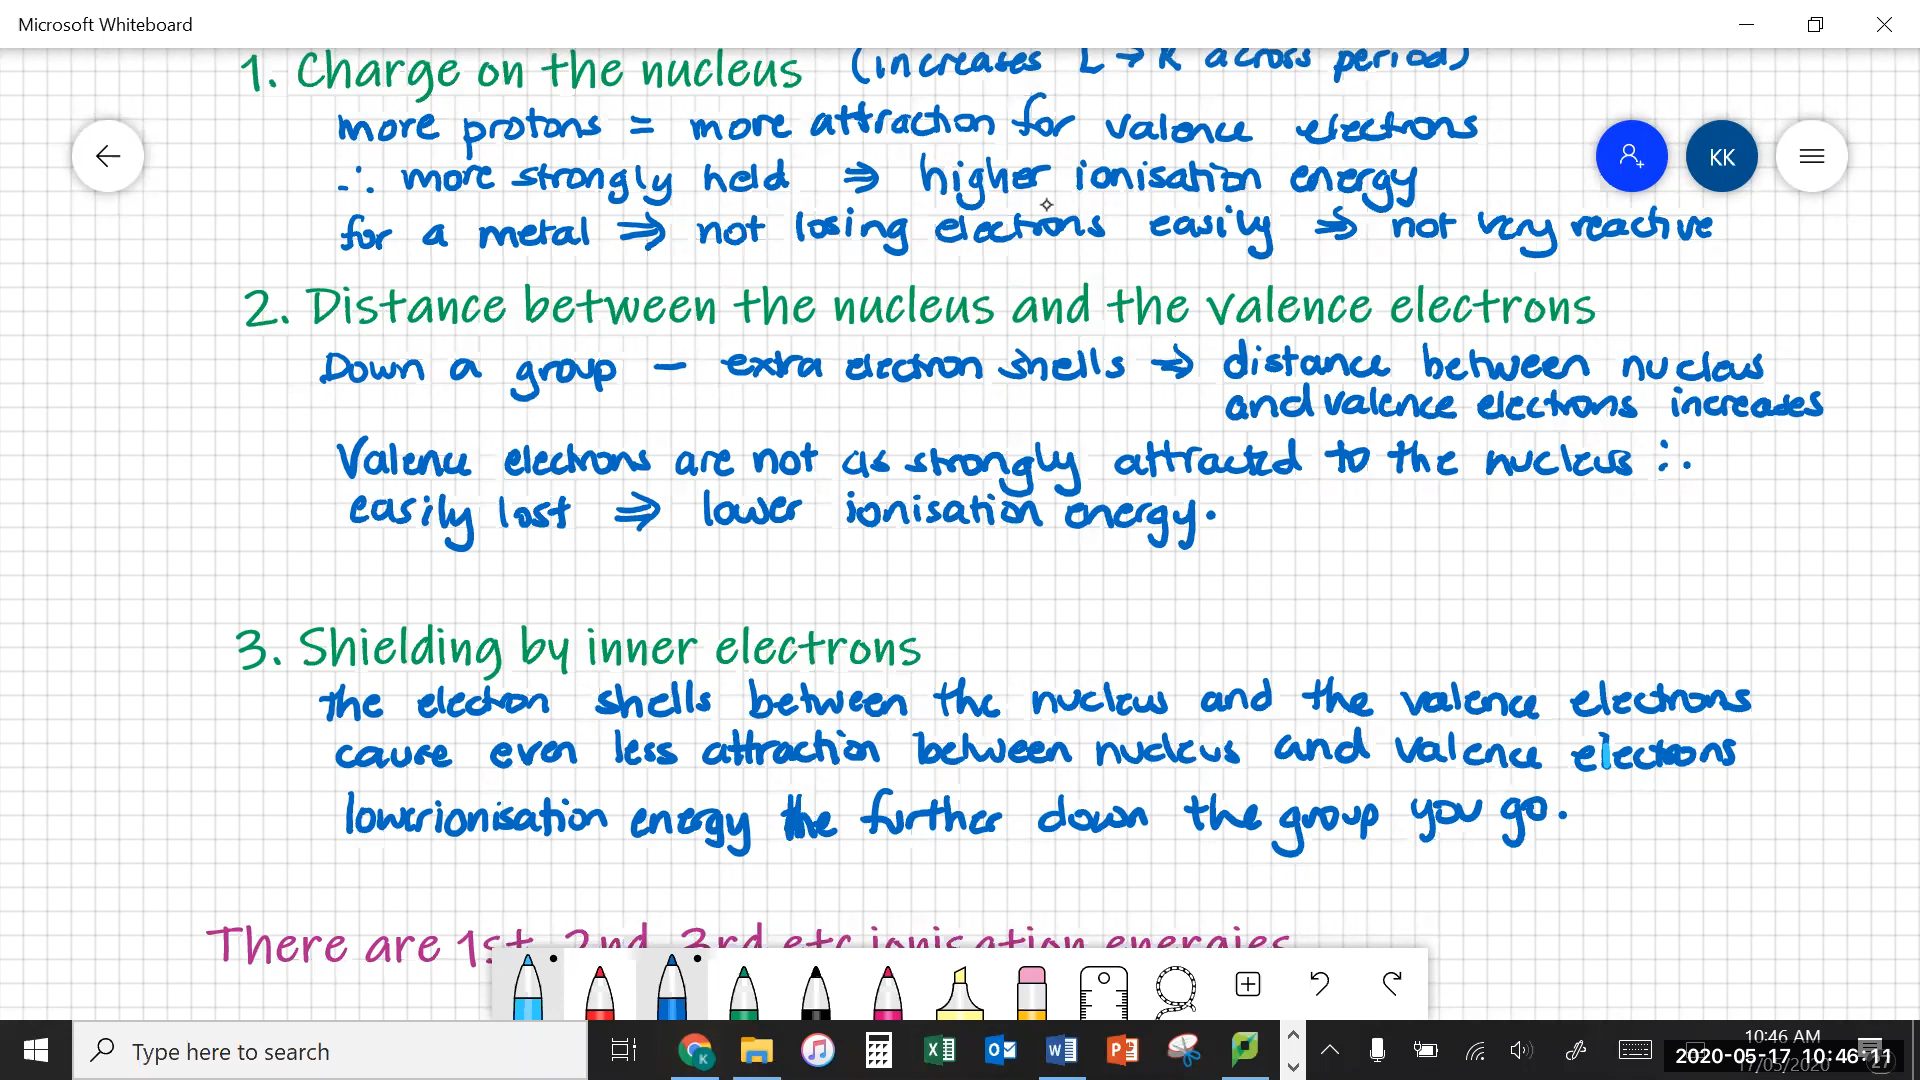 Microsoft Whiteboard
1. Charge on the nucleus (increases L → R across period)
more protons = more attraction for valence electrons
∴ more strongly held ⇒ higher ionisation energy
for a metal ⇒ not losing electrons easily ⇒ not very reactive
KK
2. Distance between the nucleus and the valence electrons
Down a group - extra electron shells → distance between nucleus
and valence electrons increases
Valence electrons are not as strongly attracted to the nucleus ∴
easily lost ⇒ lower ionisation energy.
3. Shielding by inner electrons
the electron shells between the nucleus and the valence electrons
cause even less attraction between nucleus and valence electrons
lower ionisation energy the further down the group you go.
There are 1st, 2nd, 3rd etc ionisation energies
Type here to search
10:46 AM
2020-05-17 10:46:11
17/05/2020
27